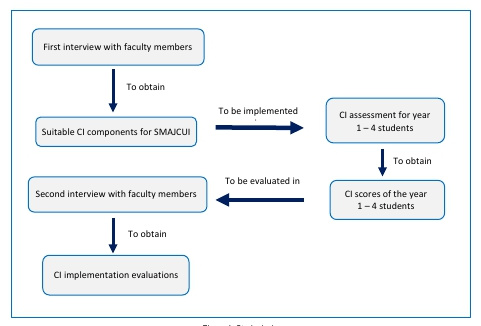 First interview with faculty members
To obtain
Suitable CI components for SMAJCUI
To be implemented
CI assessment for year
1 – 4 students
To obtain
CI scores of the year
1 – 4 students
To be evaluated in
Second interview with faculty members
To obtain
CI implementation evaluations